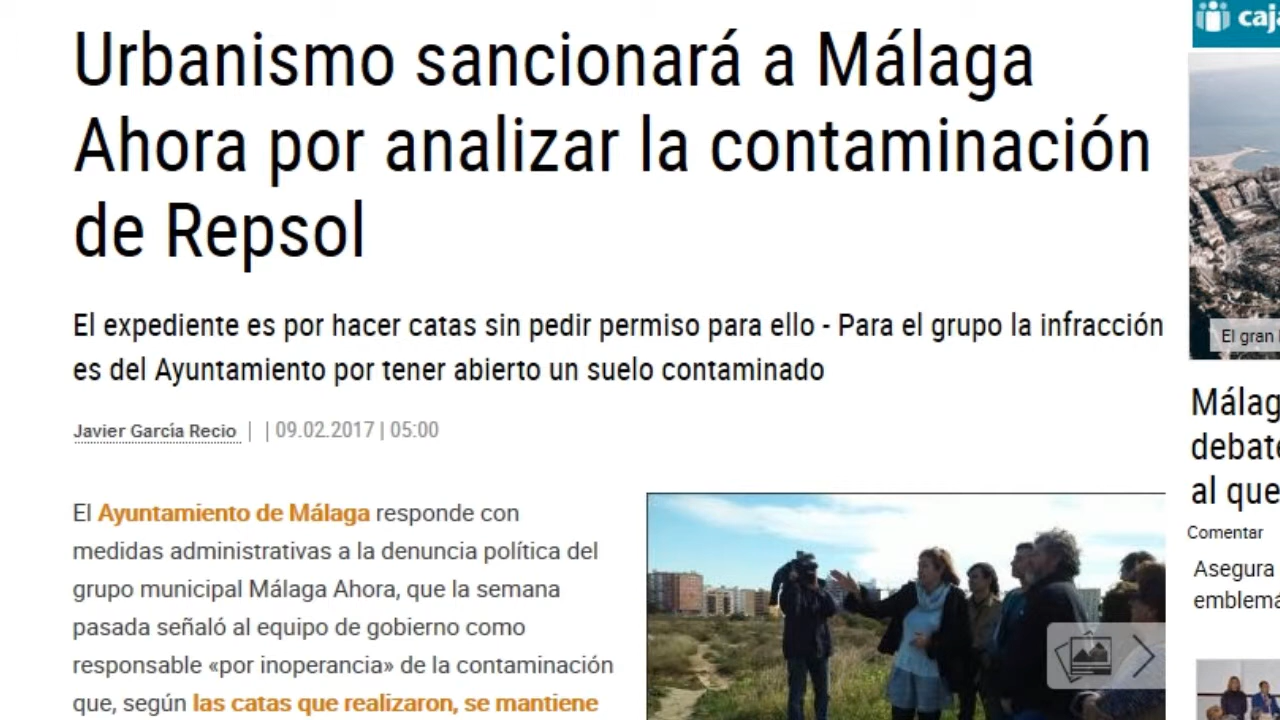 Urbanismo sancionará a Málaga
Ahora por analizar la contaminación
de Repsol
El expediente es por hacer catas sin pedir permiso para ello - Para el grupo la infracción
es del Ayuntamiento por tener abierto un suelo contaminado
Javier García Recio | | 09.02.2017 | 05:00
El Ayuntamiento de Málaga responde con
medidas administrativas a la denuncia política del
grupo municipal Málaga Ahora, que la semana
pasada señaló al equipo de gobierno como
responsable «por inoperancia» de la contaminación
que, según las catas que realizaron, se mantiene
caj
El gran
Málag
debat
al que
Comentar
Asegura
emblemá